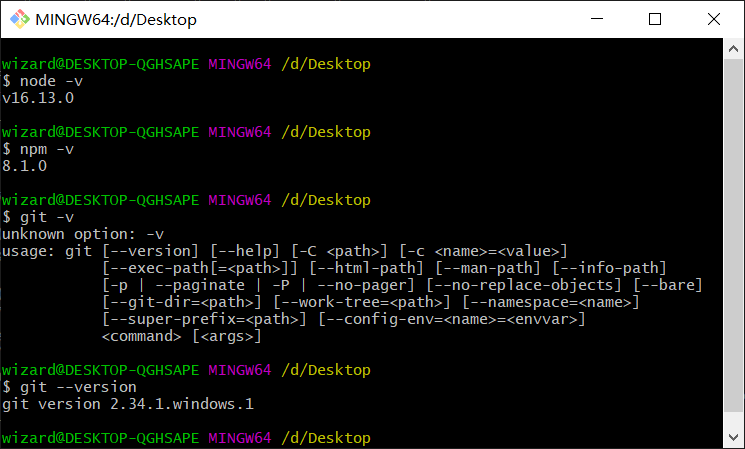 MINGW64:/d/Desktop
wizard@DESKTOP-QGHSAPE MINGW64 /d/Desktop
$ node -v
v16.13.0
wizard@DESKTOP-QGHSAPE MINGW64 /d/Desktop
$ npm -v
8.1.0
wizard@DESKTOP-QGHSAPE MINGW64 /d/Desktop
$ git -v
unknown option: -v
usage: git [--version] [--help] [-C <path>] [-c <name>=<value>]
           [--exec-path[=<path>]] [--html-path] [--man-path] [--info-path]
           [-p | --paginate | -P | --no-pager] [--no-replace-objects] [--bare]
           [--git-dir=<path>] [--work-tree=<path>] [--namespace=<name>]
           [--super-prefix=<path>] [--config-env=<name>=<envvar>]
           <command> [<args>]
wizard@DESKTOP-QGHSAPE MINGW64 /d/Desktop
$ git --version
git version 2.34.1.windows.1
wizard@DESKTOP-QGHSAPE MINGW64 /d/Desktop